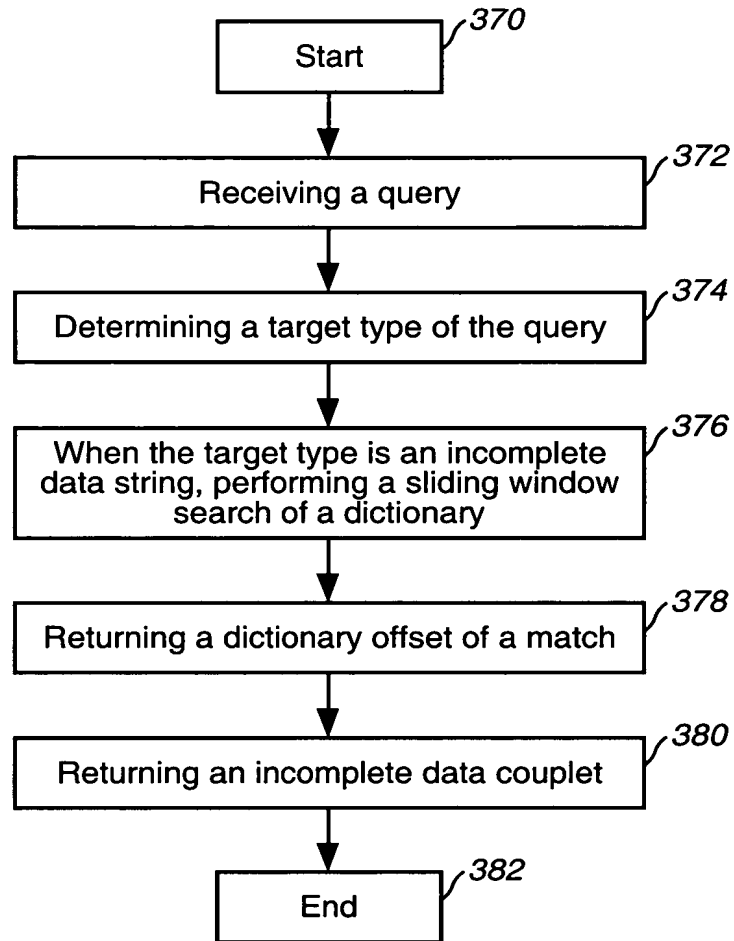 370
Start
372
Receiving a query
374
Determining a target type of the query
376
When the target type is an incomplete
data string, performing a sliding window
search of a dictionary
378
Returning a dictionary offset of a match
380
Returning an incomplete data couplet
382
End